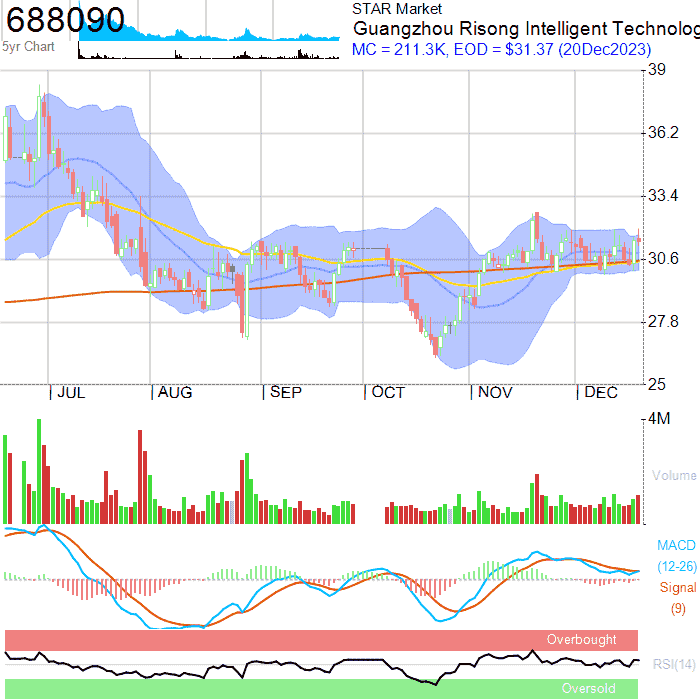 688090
5yr Chart
STAR Market
Guangzhou Risong Intelligent Technolog
MC = 211.3K, EOD = $31.37 (20Dec2023)
39
36.2
33.4
30.6
27.8
25
JUL AUG SEP OCT NOV DEC
4M
Volume
MACD
(12-26)
Signal
(9)
Overbought
RSI(14)
Oversold